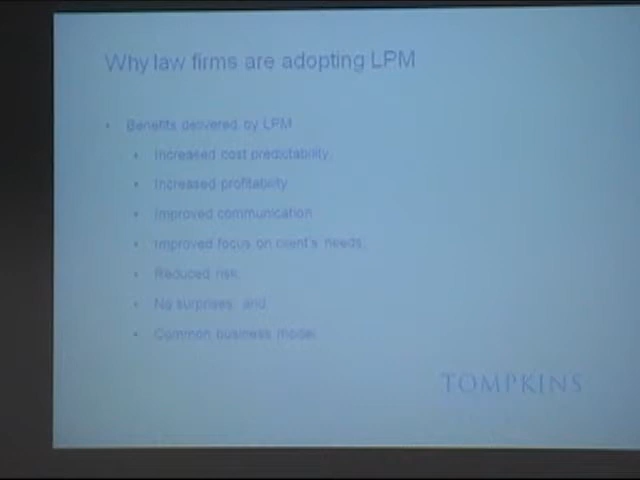 Why law firms are adopting LPM
• Benefits delivered by LPM
• Increased cost predictability;
• Increased profitability
• Improved communication
• Improved focus on client's needs;
• Reduced risk;
• No surprises; and
• Common business model
TOMPKINS